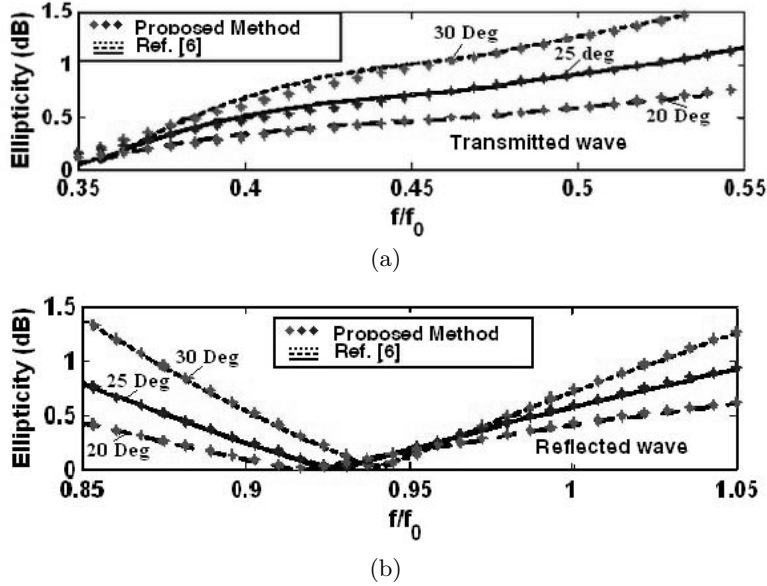 1.5
1
0.5
0
Ellipticity (dB)
Proposed Method
Ref. [6]
30 Deg
25 deg
20 Deg
Transmitted wave
0.35 0.4 0.45 0.5 0.55
f/f0
(a)
1.5
1
0.5
0
Ellipticity (dB)
Proposed Method
Ref. [6]
30 Deg
25 Deg
20 Deg
Reflected wave
0.85 0.9 0.95 1 1.05
f/f0
(b)